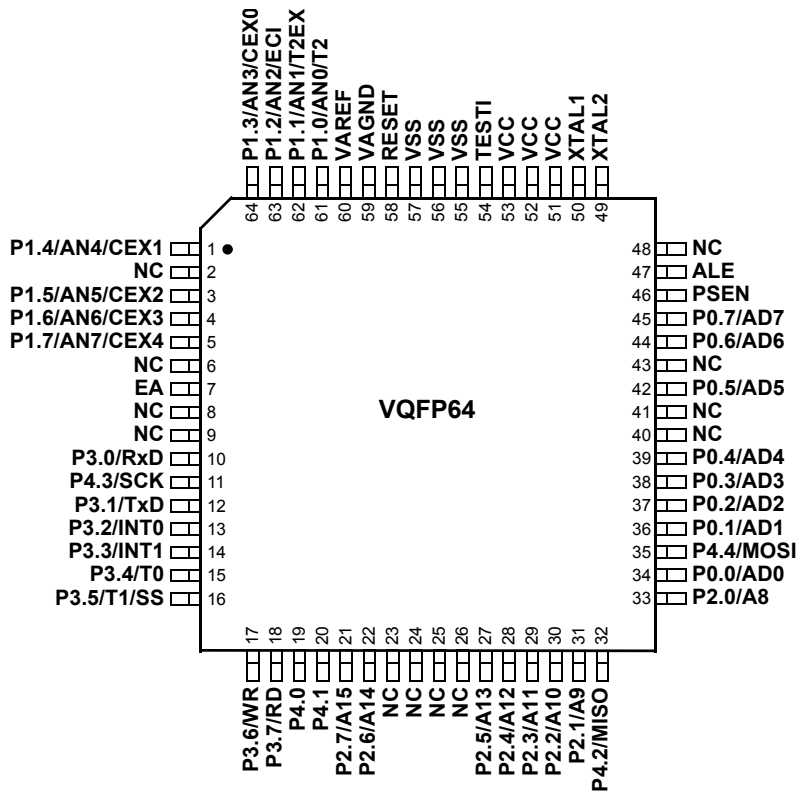 P1.3/AN3/CEX0
P1.2/AN2/ECI
P1.1/AN1/T2EX
P1.0/AN0/T2
VAREF
VAGND
RESET
VSS
VSS
VSS
TESTI
VCC
VCC
VCC
XTAL1
XTAL2
64
63
62
61
60
59
58
57
56
55
54
53
52
51
50
49
P1.4/AN4/CEX1 1
NC 2
P1.5/AN5/CEX2 3
P1.6/AN6/CEX3 4
P1.7/AN7/CEX4 5
NC 6
EA 7
NC 8
NC 9
P3.0/RxD 10
P4.3/SCK 11
P3.1/TxD 12
P3.2/INT0 13
P3.3/INT1 14
P3.4/T0 15
P3.5/T1/SS 16
VQFP64
48 NC
47 ALE
46 PSEN
45 P0.7/AD7
44 P0.6/AD6
43 NC
42 P0.5/AD5
41 NC
40 NC
39 P0.4/AD4
38 P0.3/AD3
37 P0.2/AD2
36 P0.1/AD1
35 P4.4/MOSI
34 P0.0/AD0
33 P2.0/A8
17
18
19
20
21
22
23
24
25
26
27
28
29
30
31
32
P3.6/WR
P3.7/RD
P4.0
P4.1
P2.7/A15
P2.6/A14
NC
NC
NC
NC
P2.5/A13
P2.4/A12
P2.3/A11
P2.2/A10
P2.1/A9
P4.2/MISO